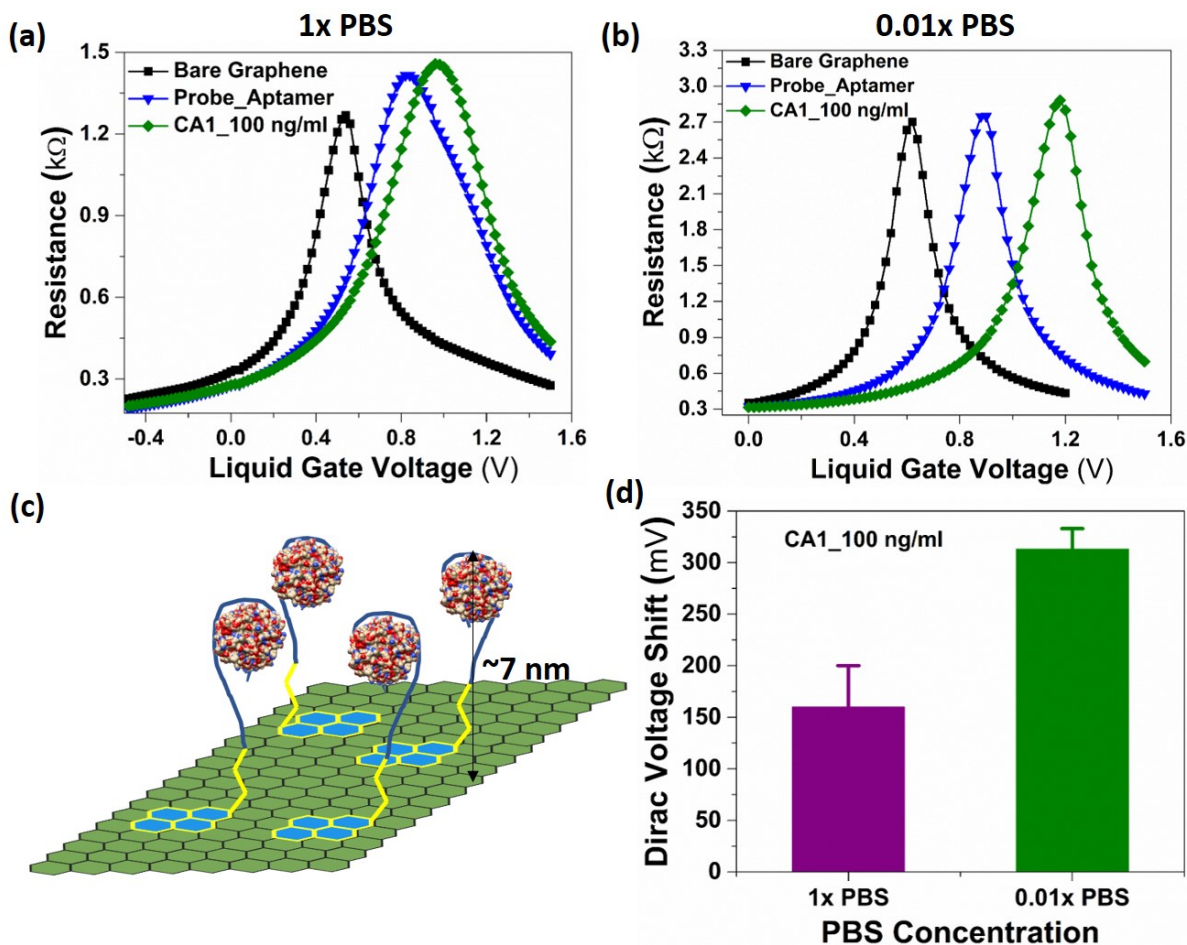 1x PBS
0.01x PBS
(a)
1.5
1.2
0.9
0.6
0.3
Resistance (kΩ)
Bare Graphene
Probe_Aptamer
CA1_100 ng/ml
-0.4 0.0 0.4 0.8 1.2 1.6
Liquid Gate Voltage (V)
(b)
3.3
3.0
2.7
2.4
2.1
1.8
1.5
1.2
0.9
0.6
0.3
Resistance (kΩ)
Bare Graphene
Probe_Aptamer
CA1_100 ng/ml
0.0 0.4 0.8 1.2 1.6
Liquid Gate Voltage (V)
(c)
~7 nm
(d)
350
300
250
200
150
100
50
0
Dirac Voltage Shift (mV)
CA1_100 ng/ml
1x PBS 0.01x PBS
PBS Concentration